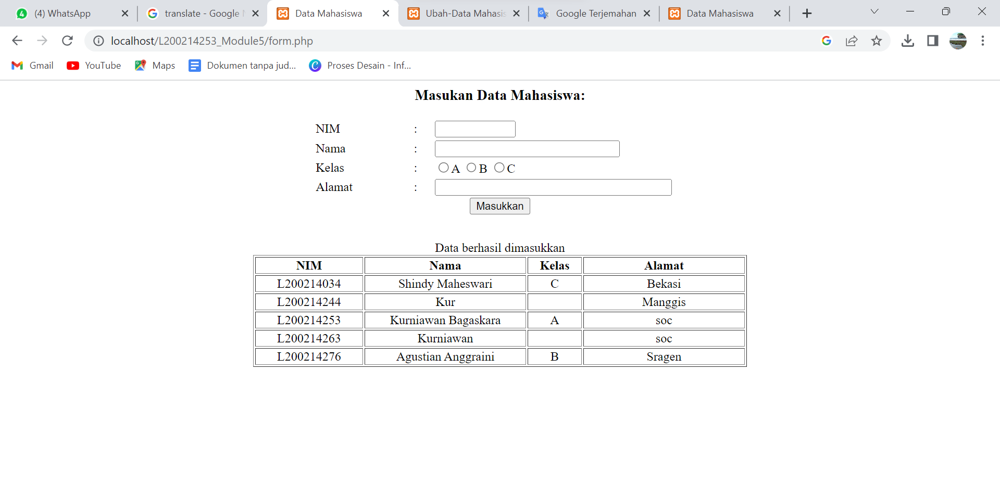 (4) WhatsApp
translate - Google
Data Mahasiswa
Ubah-Data Mahasis
Google Terjemahan
Data Mahasiswa
localhost/L200214253_Module5/form.php
Gmail YouTube Maps Dokumen tanpa jud... Proses Desain - Inf...
Masukan Data Mahasiswa:
NIM :
Nama :
Kelas : A B C
Alamat :
Masukkan
Data berhasil dimasukkan
NIM Nama Kelas Alamat
L200214034 Shindy Maheswari C Bekasi
L200214244 Kur Manggis
L200214253 Kurniawan Bagaskara A soc
L200214263 Kurniawan soc
L200214276 Agustian Anggraini B Sragen